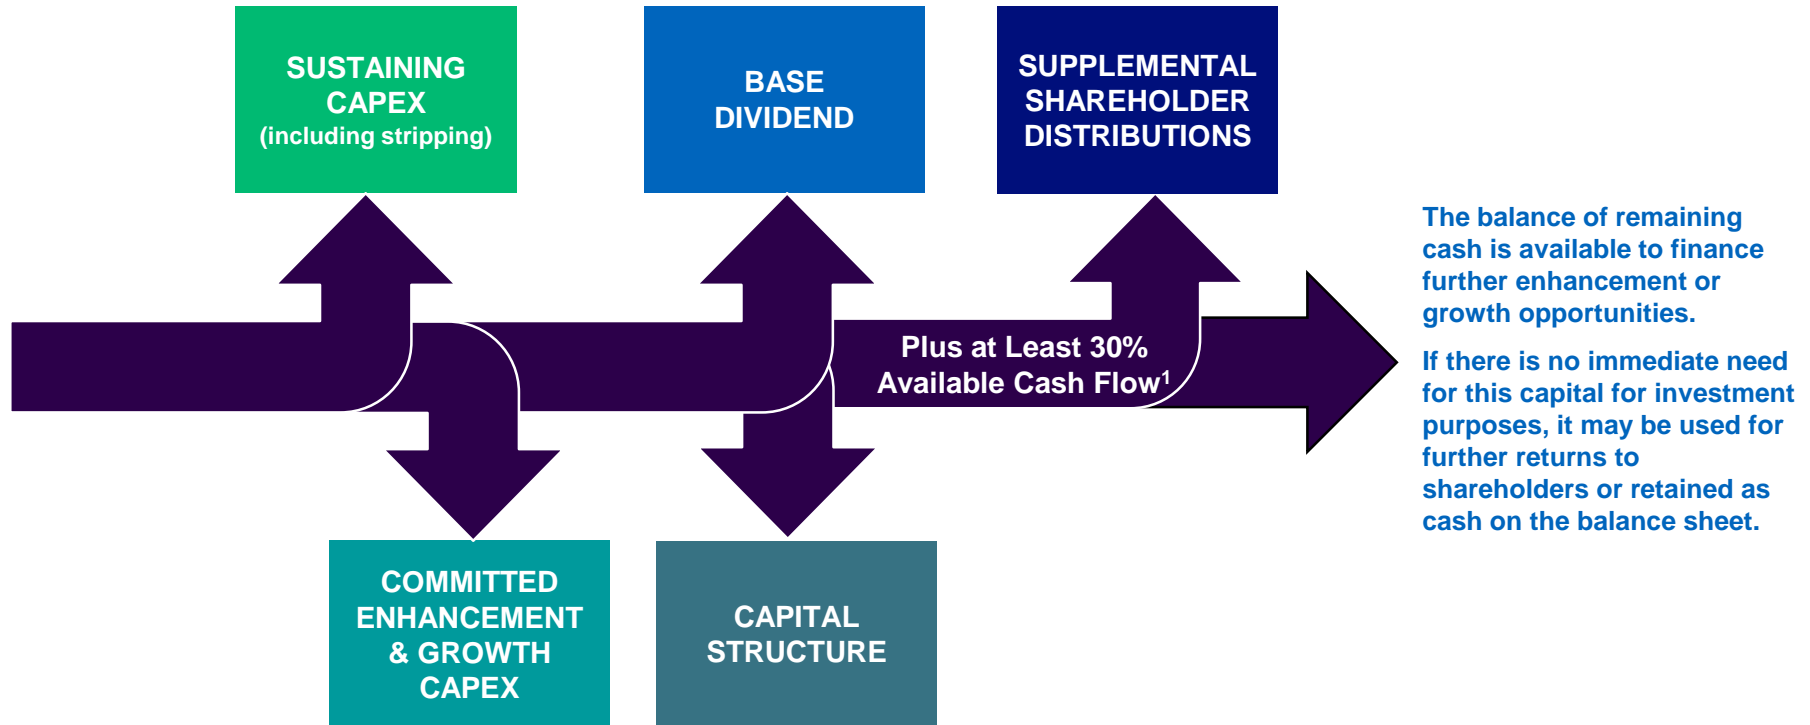 SUSTAINING
CAPEX
(including stripping)
BASE
DIVIDEND
SUPPLEMENTAL
SHAREHOLDER
DISTRIBUTIONS
Plus at Least 30%
Available Cash Flow¹
The balance of remaining
cash is available to finance
further enhancement or
growth opportunities.
If there is no immediate need
for this capital for investment
purposes, it may be used for
further returns to
shareholders or retained as
cash on the balance sheet.
COMMITTED
ENHANCEMENT
& GROWTH
CAPEX
CAPITAL
STRUCTURE